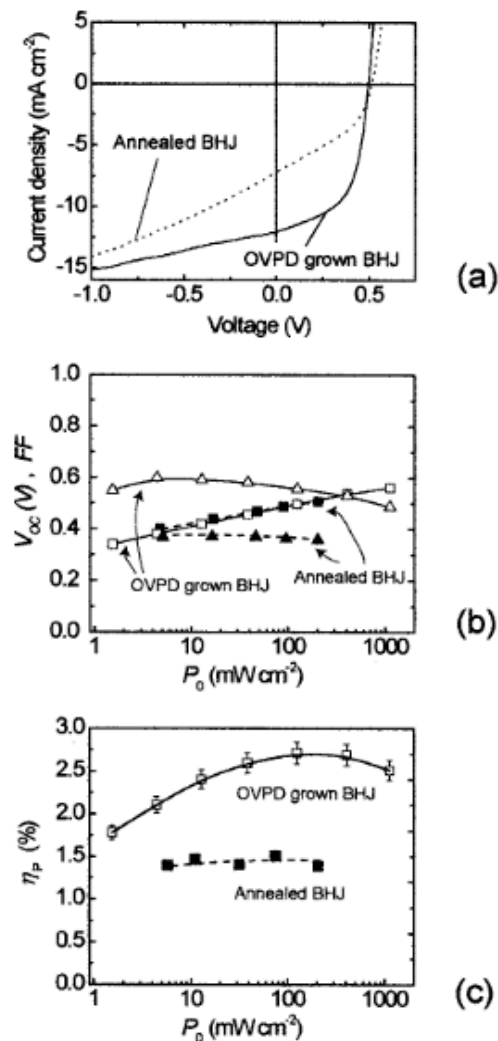 Current density (mA cm⁻²)
5
0
-5
-10
-15
Annealed BHJ
OVPD grown BHJ
-1.0
-0.5
0.0
0.5
Voltage (V)
(a)
V_OC (V) , FF
1.0
0.8
0.6
0.4
0.2
0.0
OVPD grown BHJ
Annealed BHJ
1
10
100
1000
P₀ (mW cm⁻²)
(b)
η_P (%)
3.0
2.5
2.0
1.5
1.0
0.5
0.0
OVPD grown BHJ
Annealed BHJ
1
10
100
1000
P₀ (mW cm⁻²)
(c)